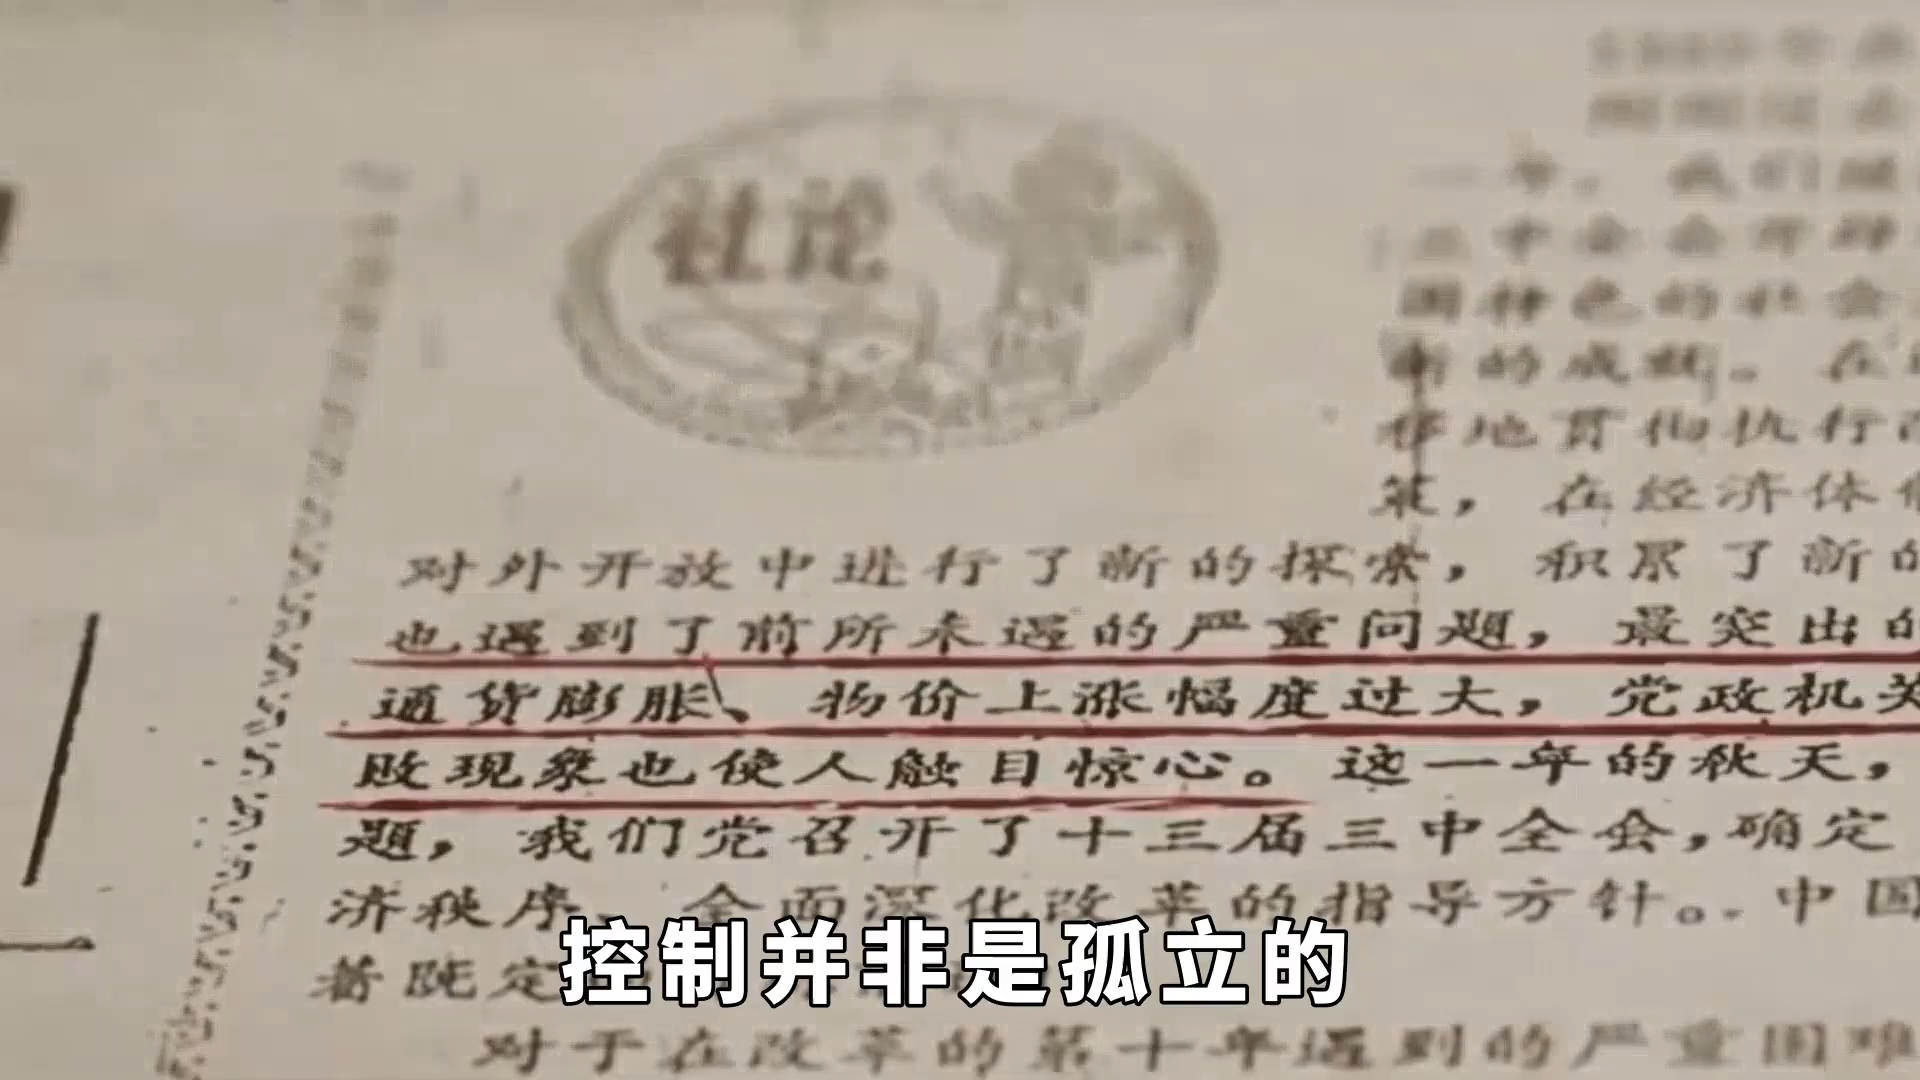 社论
一年，我们
三中全会
国特色的社会
新的成就。在
移地贯彻执行
策，在经济体
对外开放中进行了新的探索，积累了新的
也遇到了前所未遇的严重问题，最突出的
通货膨胀、物价上涨幅度过大，党政机关
败现象也使人触目惊心。这一年的秋天，
题，我们党召开了十三届三中全会，确定
济秩序、全面深化改革的指导方针。中国
着既定
控制并非是孤立的
对于在改革的第十年遇到的严重困难